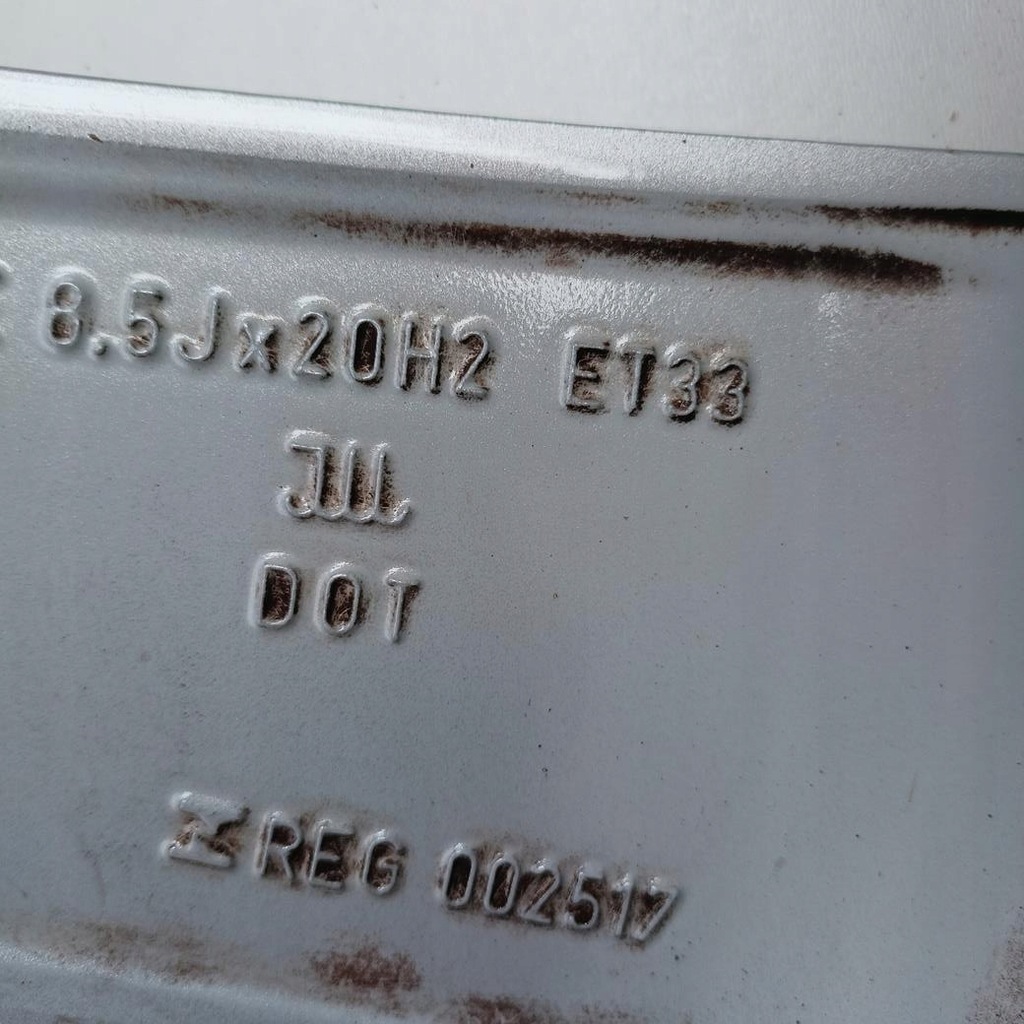 8.5Jx20H2 ET33
JWL
DOT
REG 002517